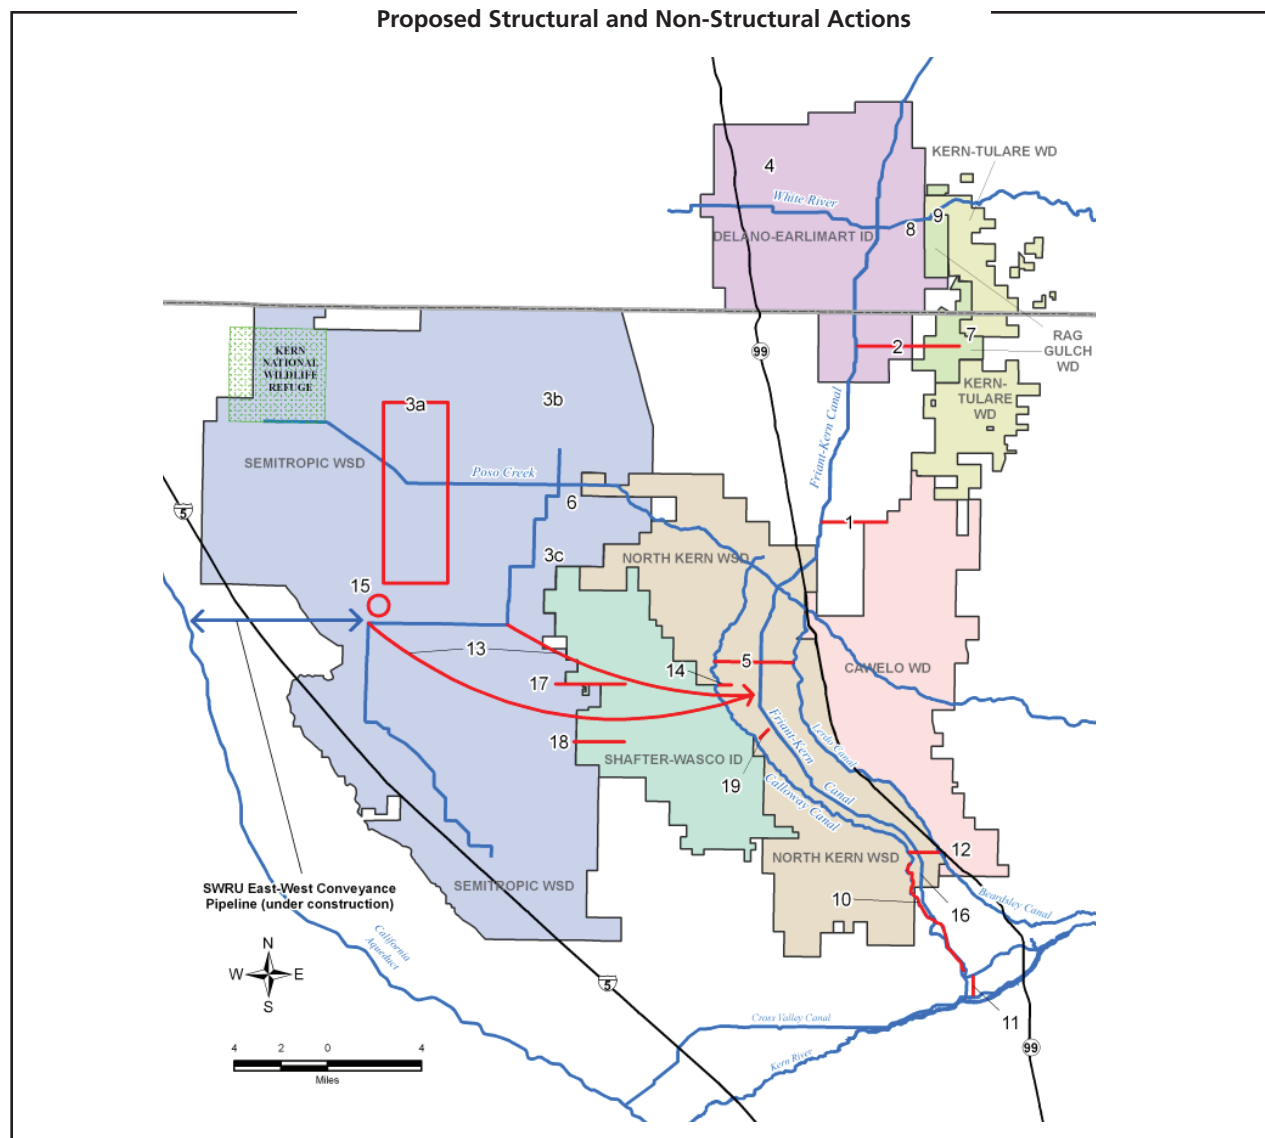 Proposed Structural and Non-Structural Actions
KERN-TULARE WD
4
White River
9
8
DELANO-EARLIMART ID
99
2
7
RAG
GULCH
WD
KERN
NATIONAL
WILDLIFE
REFUGE
KERN-
TULARE
WD
3a
3b
Friant-Kern Canal
SEMITROPIC WSD
Poso Creek
5
6
1
3c
NORTH KERN WSD
15
13
14
5
CAWELO WD
17
18
Friant-Kern
Canal
Lerdo Canal
SHAFTER-WASCO ID
19
Calloway Canal
12
NORTH KERN WSD
SWRU East-West Conveyance
Pipeline (under construction)
SEMITROPIC WSD
10
16
Beardsley Canal
California
Aqueduct
N
W
E
S
5
11
Cross Valley Canal
99
Kern River
4
2
0
4
Miles